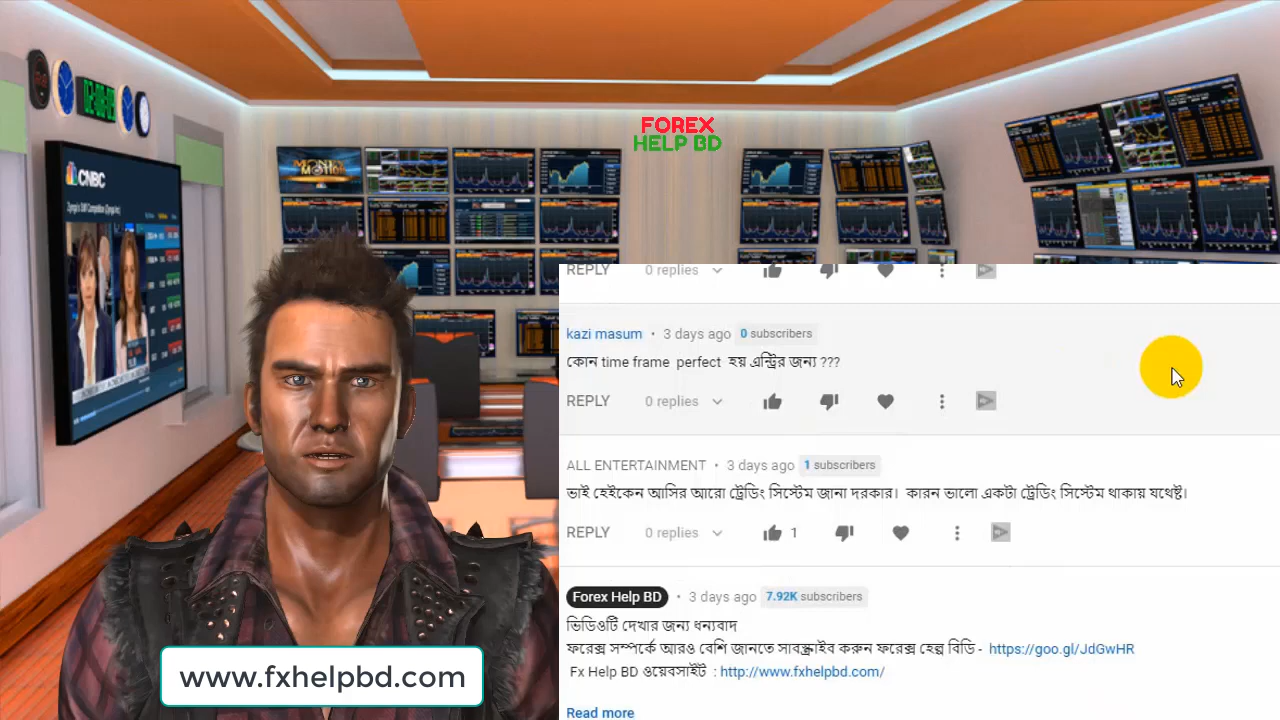 FOREX
HELP BD
CNBC
REPLY 0 replies
kazi masum • 3 days ago 0 subscribers
কোন time frame perfect হয় এন্ট্রির জন্য ???
REPLY 0 replies
ALL ENTERTAINMENT • 3 days ago 1 subscribers
ভাই হেইকেন আসির আরো ট্রেডিং সিস্টেম জানা দরকার। কারন ভালো একটা ট্রেডিং সিস্টেম থাকায় যথেষ্ট।
REPLY 0 replies 1
Forex Help BD • 3 days ago 7.92K subscribers
ভিডিওটি দেখার জন্য ধন্যবাদ
ফরেক্স সম্পর্কে আরও বেশি জানতে সাবস্ক্রাইব করুন ফরেক্স হেল্প বিডি - https://goo.gl/JdGwHR
Fx Help BD ওয়েবসাইট : http://www.fxhelpbd.com/
Read more
www.fxhelpbd.com